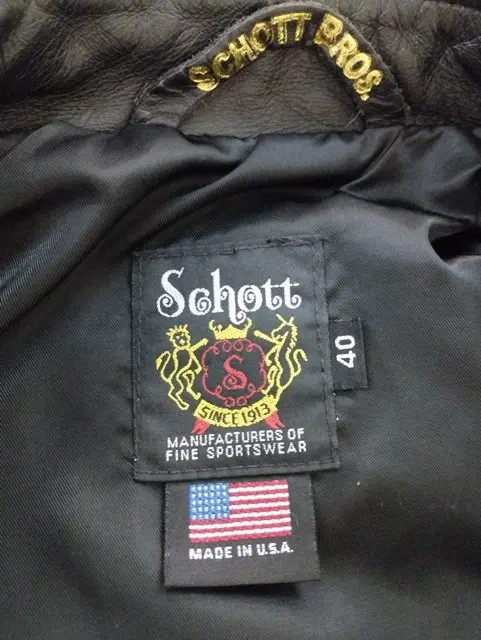 SCHOTT BROS.
Schott
S
SINCE 1913
MANUFACTURERS OF
FINE SPORTSWEAR
40
MADE IN U.S.A.